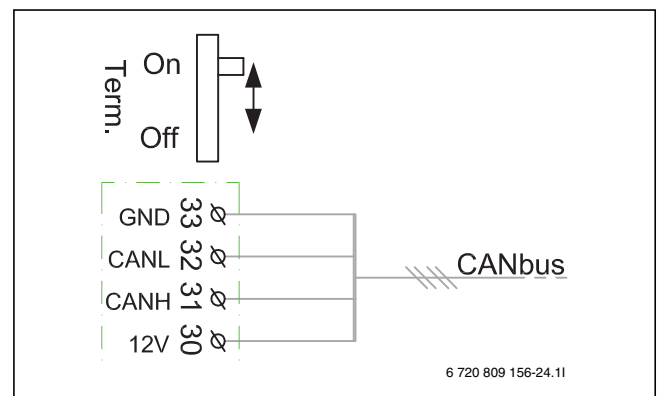 On
Term.
Off
GND 33
CANL 32
CANH 31
12V 30
CANbus
6 720 809 156-24.1I